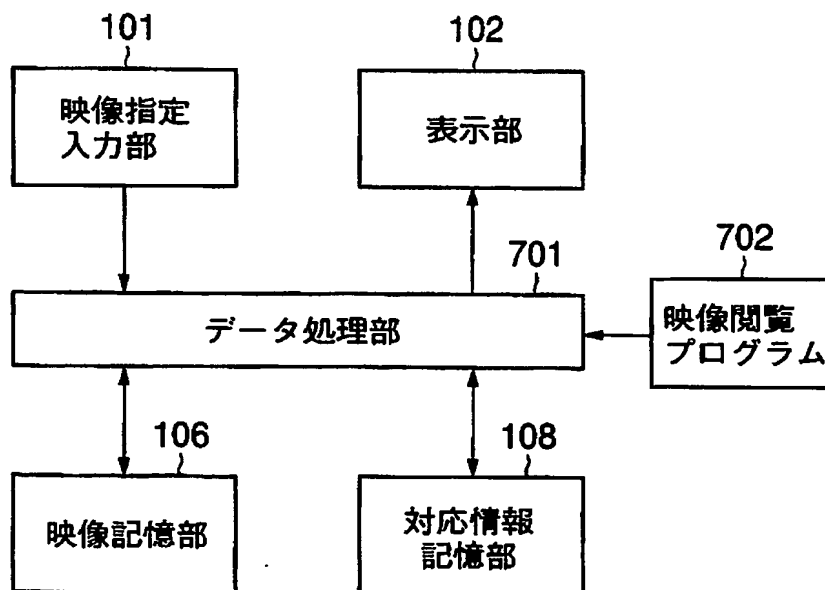 101
映像指定
入力部
102
表示部
701
データ処理部
702
映像閲覧
プログラム
106
映像記憶部
108
対応情報
記憶部